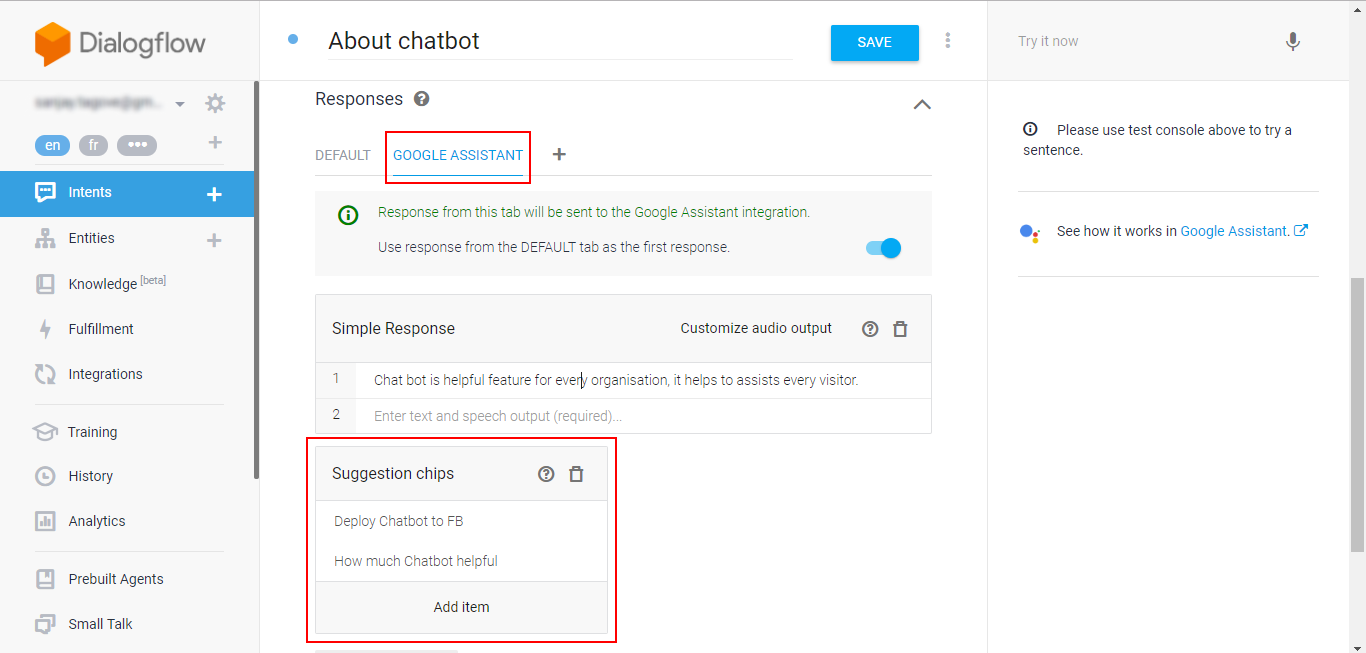 Dialogflow
en
fr
Intents
Entities
Knowledge [beta]
Fulfillment
Integrations
Training
History
Analytics
Prebuilt Agents
Small Talk
About chatbot
SAVE
Responses
DEFAULT
GOOGLE ASSISTANT
Response from this tab will be sent to the Google Assistant integration.
Use response from the DEFAULT tab as the first response.
Simple Response
Customize audio output
1 Chat bot is helpful feature for every organisation, it helps to assists every visitor.
2 Enter text and speech output (required)...
Suggestion chips
Deploy Chatbot to FB
How much Chatbot helpful
Add item
Try it now
Please use test console above to try a
sentence.
See how it works in Google Assistant.